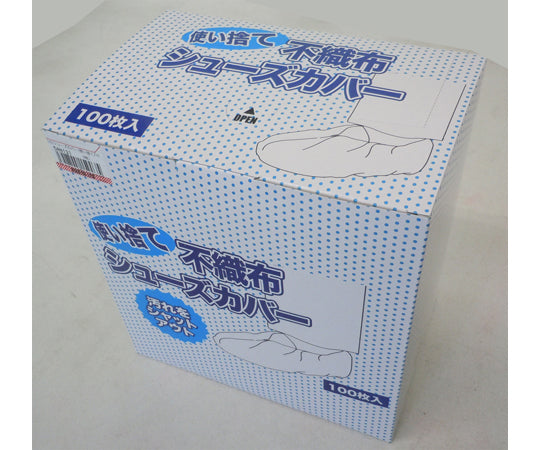 使い捨て
不織布
シューズカバー
OPEN
100枚入
使い捨て
不織布
シューズカバー
汚れを
シャット
アウト
100枚入